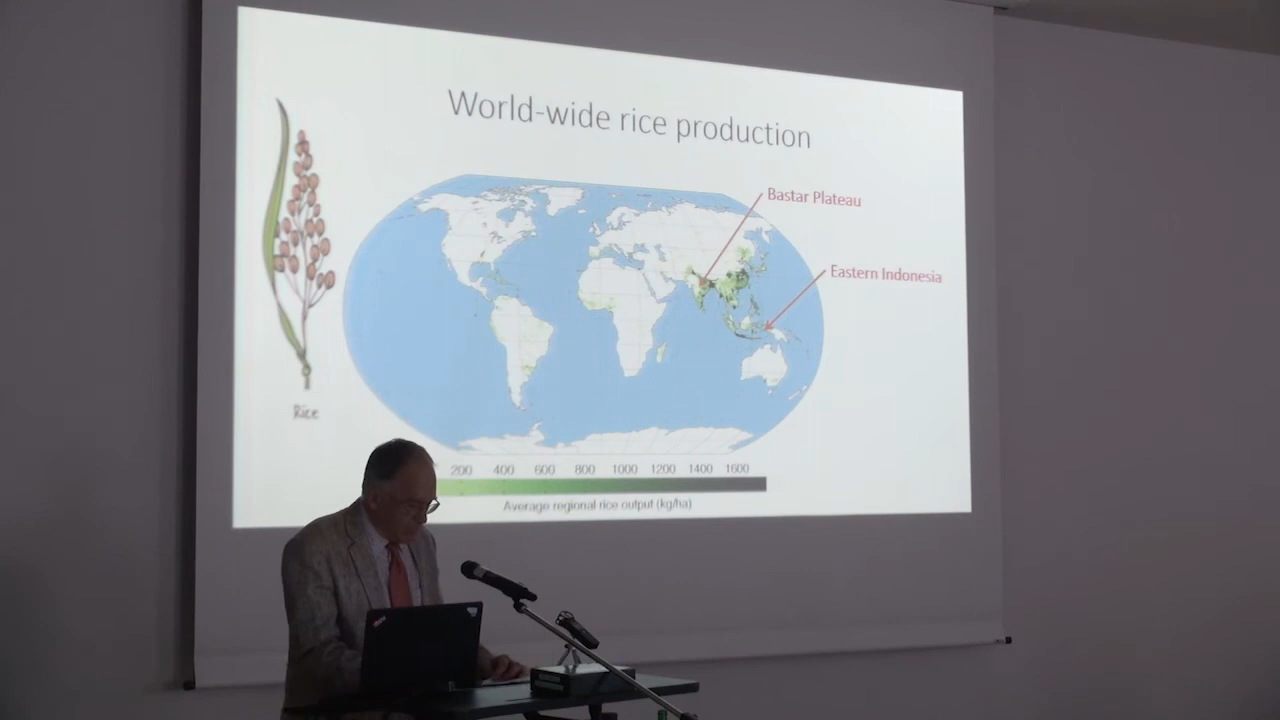 World-wide rice production
Bastar Plateau
Eastern Indonesia
Rice
200 400 600 800 1000 1200 1400 1600
Average regional rice output (kg/ha)